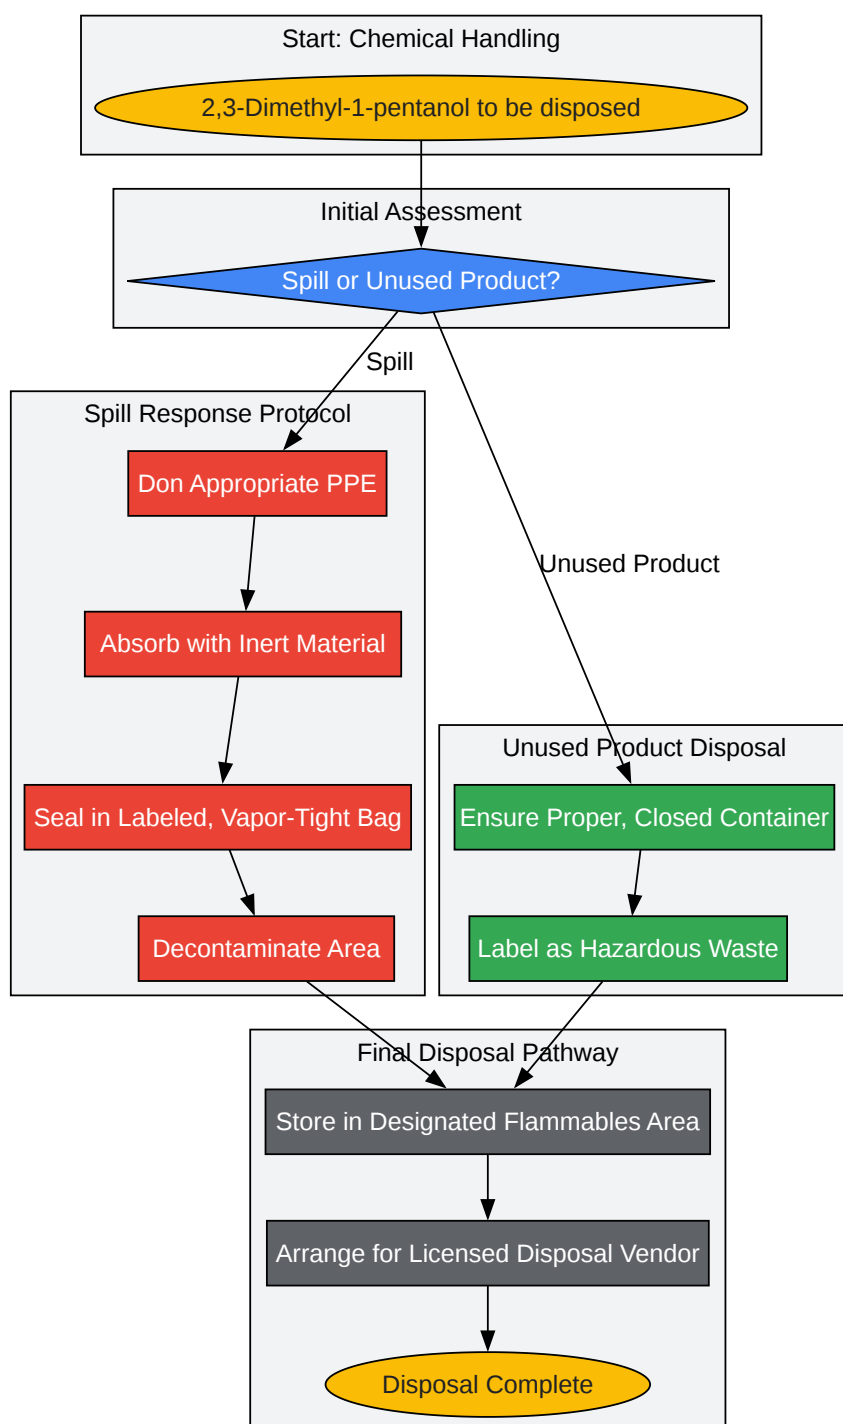 Start: Chemical Handling
2,3-Dimethyl-1-pentanol to be disposed
Initial Assessment
Spill or Unused Product?
Spill
Spill Response Protocol
Don Appropriate PPE
Unused Product
Absorb with Inert Material
Unused Product Disposal
Seal in Labeled, Vapor-Tight Bag
Ensure Proper, Closed Container
Decontaminate Area
Label as Hazardous Waste
Final Disposal Pathway
Store in Designated Flammables Area
Arrange for Licensed Disposal Vendor
Disposal Complete